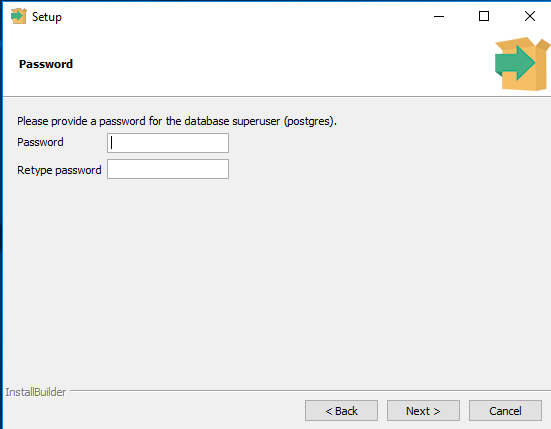 Setup
Password
Please provide a password for the database superuser (postgres).
Password
Retype password
InstallBuilder
< Back
Next >
Cancel